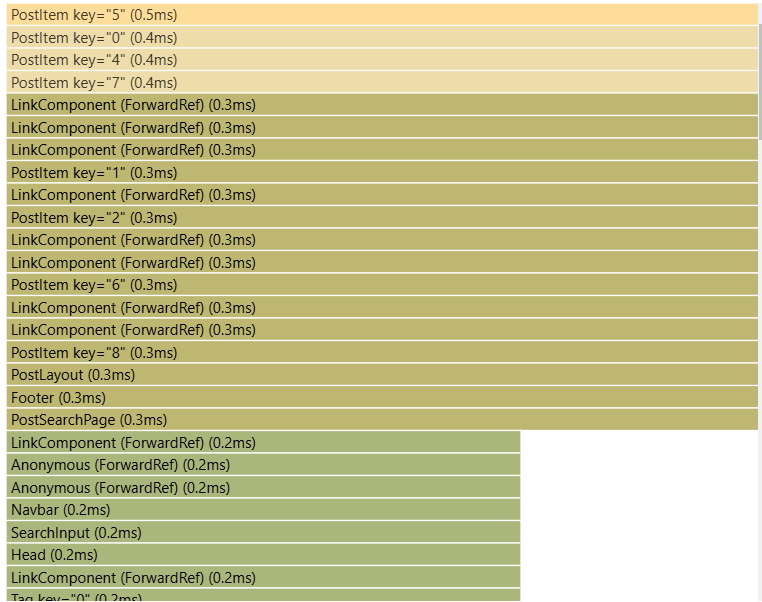 PostItem key="5" (0.5ms)
PostItem key="0" (0.4ms)
PostItem key="4" (0.4ms)
PostItem key="7" (0.4ms)
LinkComponent (ForwardRef) (0.3ms)
LinkComponent (ForwardRef) (0.3ms)
LinkComponent (ForwardRef) (0.3ms)
PostItem key="1" (0.3ms)
LinkComponent (ForwardRef) (0.3ms)
PostItem key="2" (0.3ms)
LinkComponent (ForwardRef) (0.3ms)
LinkComponent (ForwardRef) (0.3ms)
PostItem key="6" (0.3ms)
LinkComponent (ForwardRef) (0.3ms)
LinkComponent (ForwardRef) (0.3ms)
PostItem key="8" (0.3ms)
PostLayout (0.3ms)
Footer (0.3ms)
PostSearchPage (0.3ms)
LinkComponent (ForwardRef) (0.2ms)
Anonymous (ForwardRef) (0.2ms)
Anonymous (ForwardRef) (0.2ms)
Navbar (0.2ms)
SearchInput (0.2ms)
Head (0.2ms)
LinkComponent (ForwardRef) (0.2ms)
Tag key="0" (0.2ms)